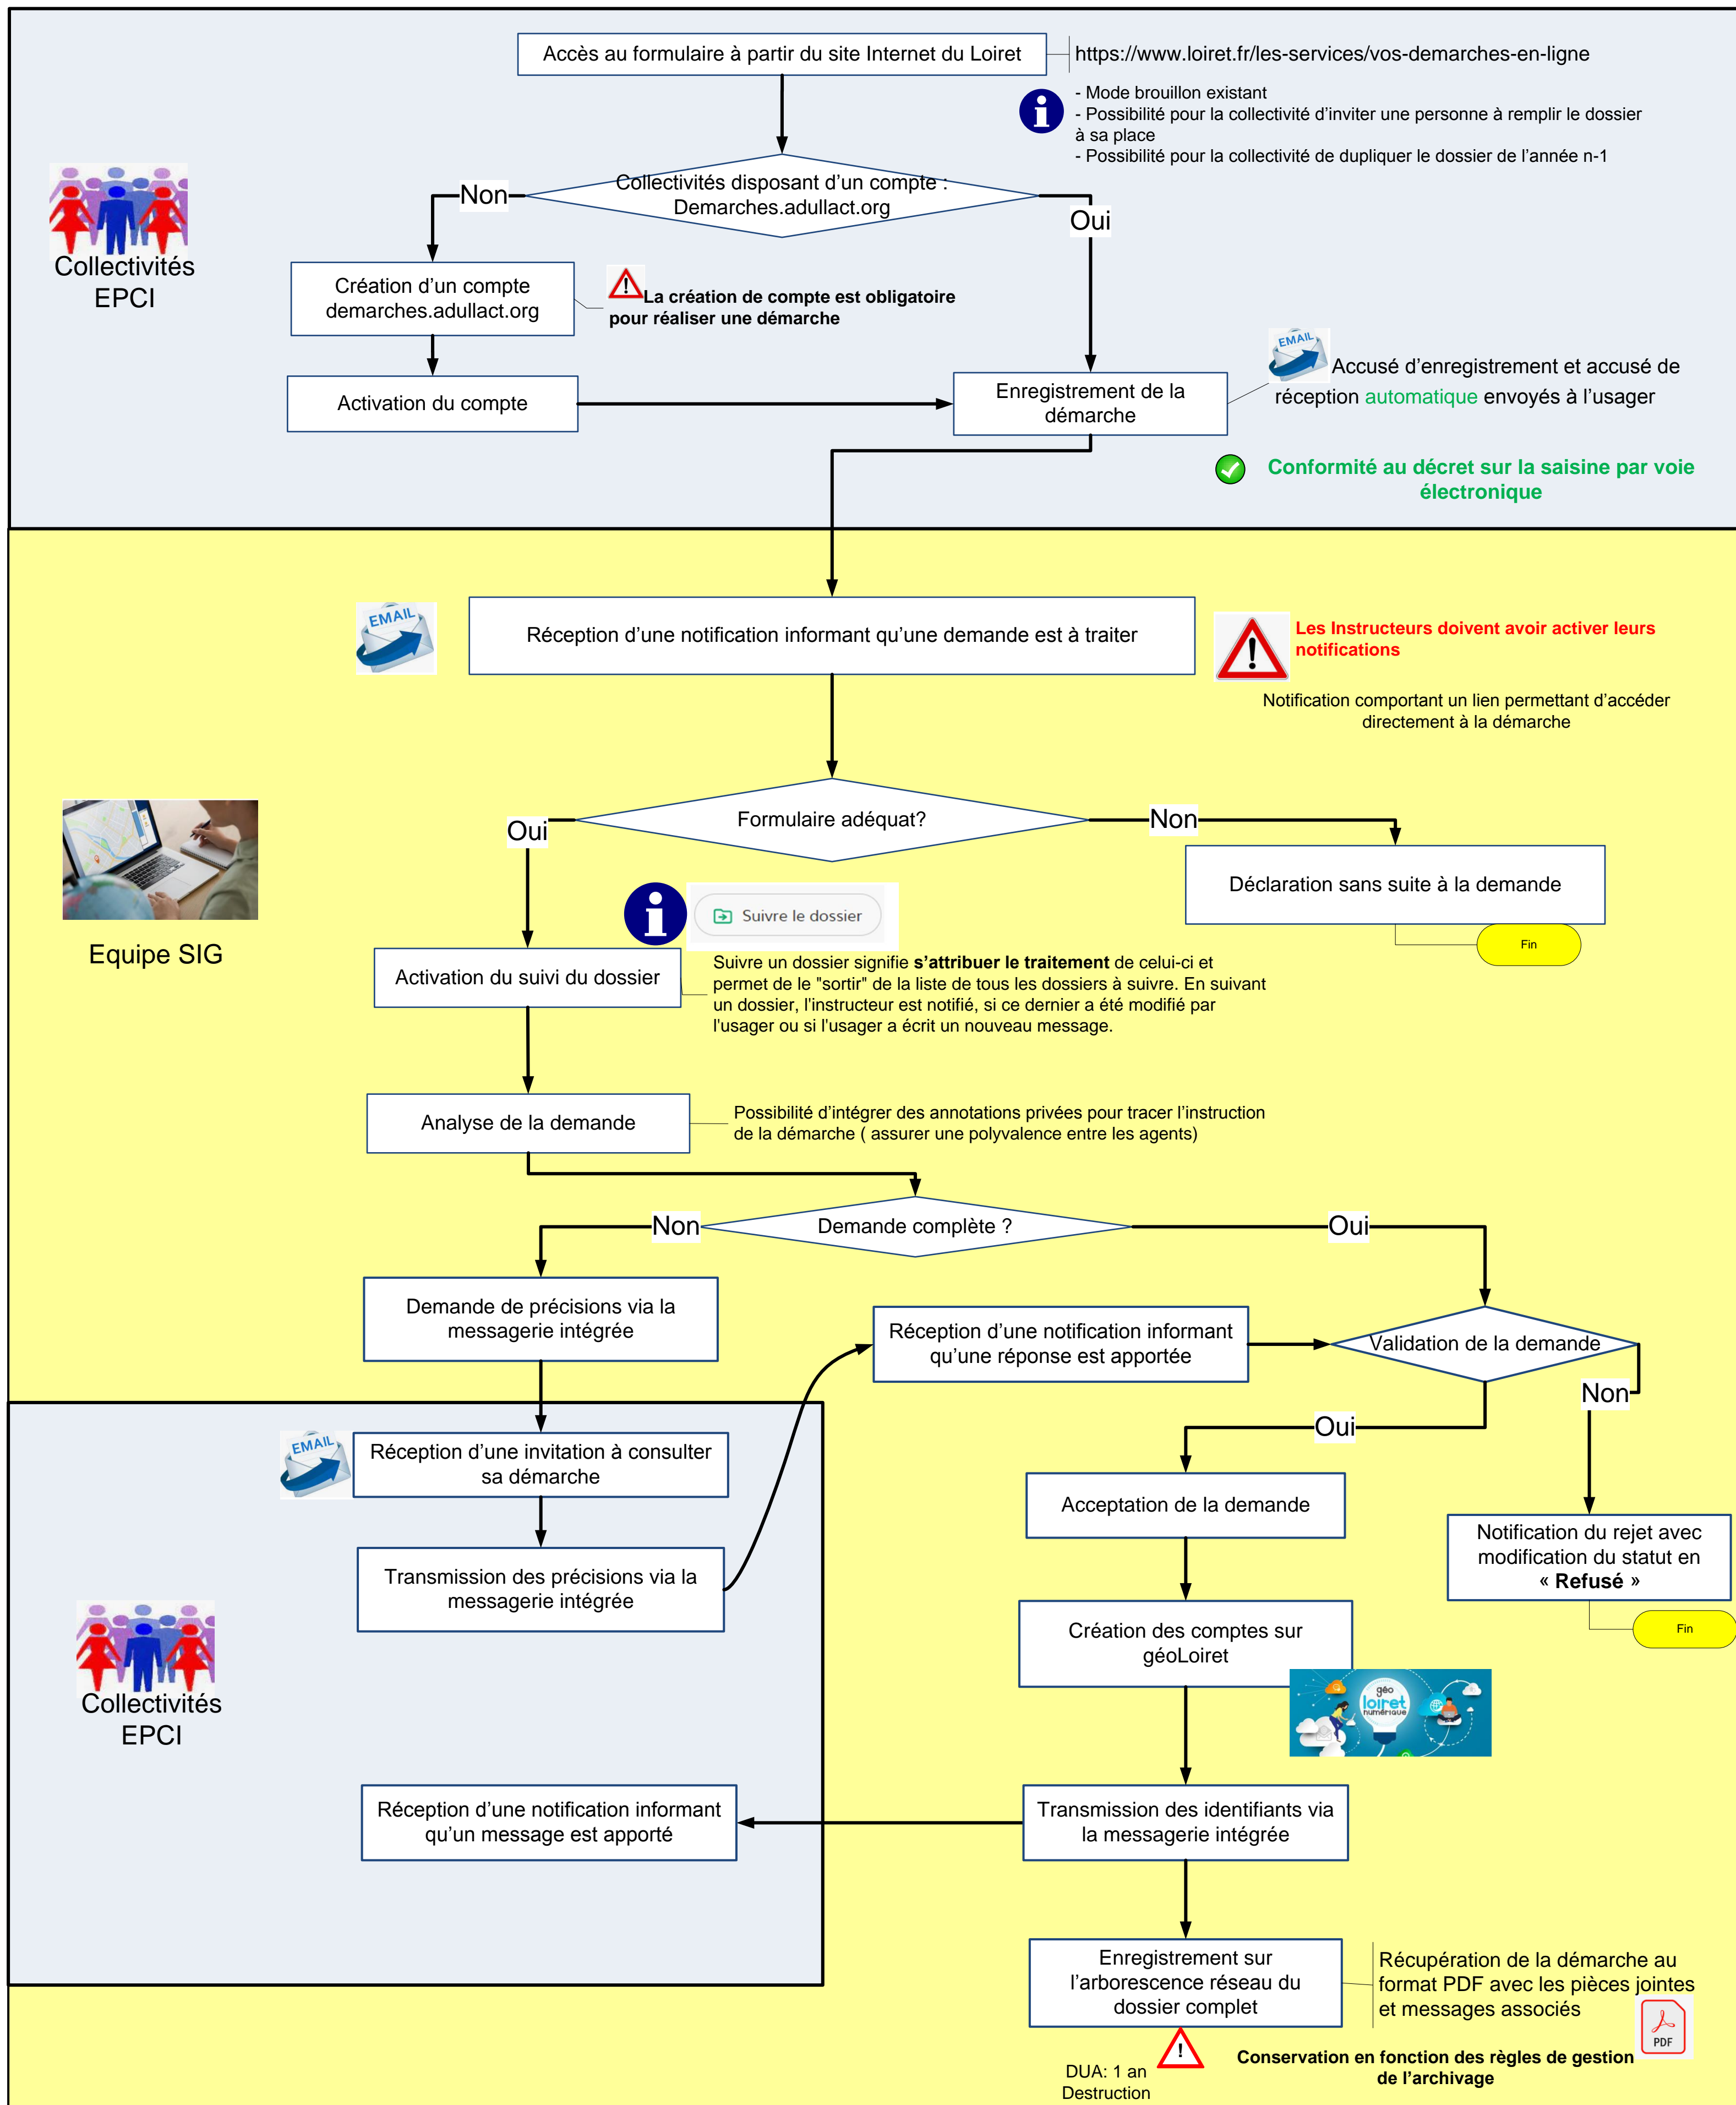 Accès au formulaire à partir du site Internet du Loiret
https://www.loiret.fr/les-services/vos-demarches-en-ligne
- Mode brouillon existant
- Possibilité pour la collectivité d'inviter une personne à remplir le dossier
à sa place
- Possibilité pour la collectivité de dupliquer le dossier de l'année n-1
Collectivités disposant d'un compte :
Demarches.adullact.org
Non
Oui
Collectivités
EPCI
Création d'un compte
demarches.adullact.org
La création de compte est obligatoire
pour réaliser une démarche
Activation du compte
Enregistrement de la
démarche
EMAIL
Accusé d'enregistrement et accusé de
réception automatique envoyés à l'usager
Conformité au décret sur la saisine par voie
électronique
EMAIL
Réception d'une notification informant qu'une demande est à traiter
Les Instructeurs doivent avoir activer leurs
notifications
Notification comportant un lien permettant d'accéder
directement à la démarche
Formulaire adéquat?
Oui
Non
Equipe SIG
Déclaration sans suite à la demande
Fin
Suivre le dossier
Activation du suivi du dossier
Suivre un dossier signifie s'attribuer le traitement de celui-ci et
permet de le "sortir" de la liste de tous les dossiers à suivre. En suivant
un dossier, l'instructeur est notifié, si ce dernier a été modifié par
l'usager ou si l'usager a écrit un nouveau message.
Analyse de la demande
Possibilité d'intégrer des annotations privées pour tracer l'instruction
de la démarche ( assurer une polyvalence entre les agents)
Demande complète ?
Non
Oui
Demande de précisions via la
messagerie intégrée
Réception d'une notification informant
qu'une réponse est apportée
Validation de la demande
Non
Oui
EMAIL
Réception d'une invitation à consulter
sa démarche
Acceptation de la demande
Notification du rejet avec
modification du statut en
« Refusé »
Fin
Transmission des précisions via la
messagerie intégrée
Collectivités
EPCI
Création des comptes sur
géoLoiret
géo
loiret
numérique
Réception d'une notification informant
qu'un message est apporté
Transmission des identifiants via
la messagerie intégrée
Enregistrement sur
l'arborescence réseau du
dossier complet
Récupération de la démarche au
format PDF avec les pièces jointes
et messages associés
PDF
DUA: 1 an
Destruction
Conservation en fonction des règles de gestion
de l'archivage